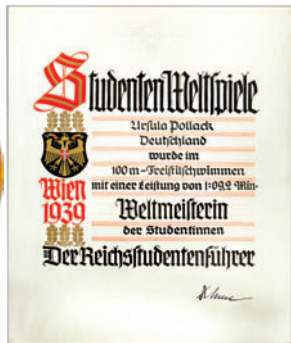 Studenten Weltspiele
Ursula Pollack
Deutschland
wurde im
100m-Freistilschwimmen
mit einer Leistung von 1:09,2 Min.
Wien
1939
Weltmeisterin
der Studentinnen
Der Reichsstudentenführer